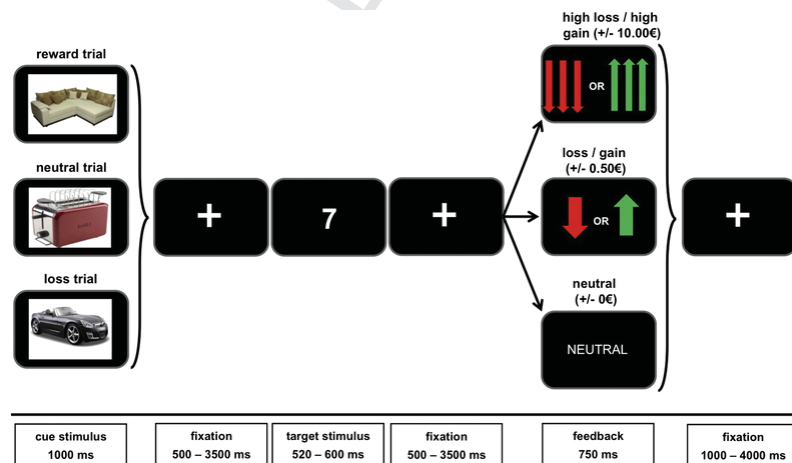 high loss / high
gain (+/- 10.00€)
reward trial
OR
neutral trial
loss / gain
(+/- 0.50€)
7
OR
loss trial
neutral
(+/- 0€)
NEUTRAL
cue stimulus
1000 ms
fixation
500 – 3500 ms
target stimulus
520 – 600 ms
fixation
500 – 3500 ms
feedback
750 ms
fixation
1000 – 4000 ms